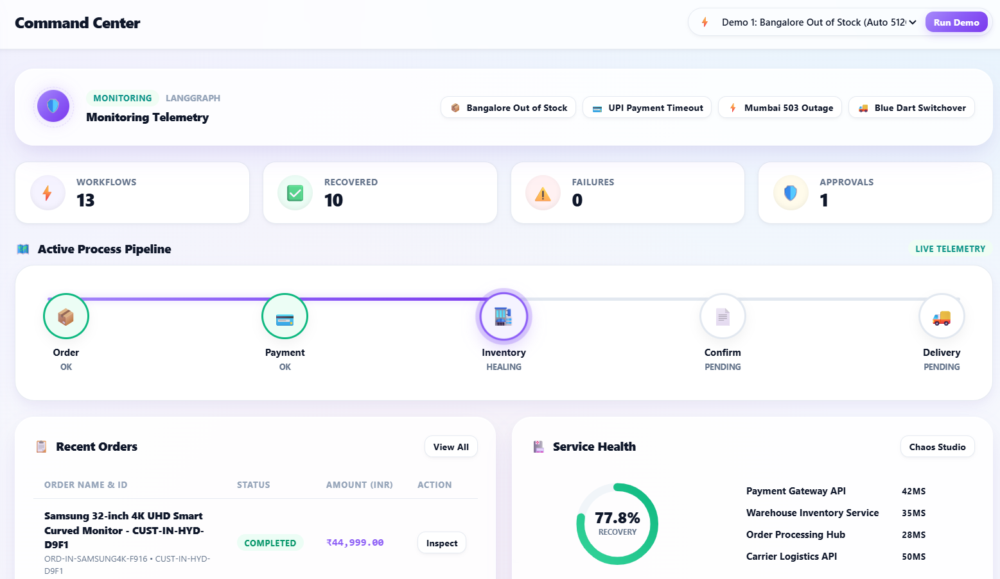 Command Center
Demo 1: Bangalore Out of Stock (Auto 512
Run Demo
MONITORING LANGGRAPH
Monitoring Telemetry
Bangalore Out of Stock
UPI Payment Timeout
Mumbai 503 Outage
Blue Dart Switchover
WORKFLOWS
13
RECOVERED
10
FAILURES
0
APPROVALS
1
Active Process Pipeline
LIVE TELEMETRY
Order
OK
Payment
OK
Inventory
HEALING
Confirm
PENDING
Delivery
PENDING
Recent Orders
View All
ORDER NAME & ID STATUS AMOUNT (INR) ACTION
Samsung 32-inch 4K UHD Smart
Curved Monitor - CUST-IN-HYD-
D9F1
ORD-IN-SAMSUNG4K-F916 • CUST-IN-HYD-
D9F1
COMPLETED
₹44,999.00
Inspect
Service Health
Chaos Studio
77.8%
RECOVERY
Payment Gateway API 42MS
Warehouse Inventory Service 35MS
Order Processing Hub 28MS
Carrier Logistics API 50MS